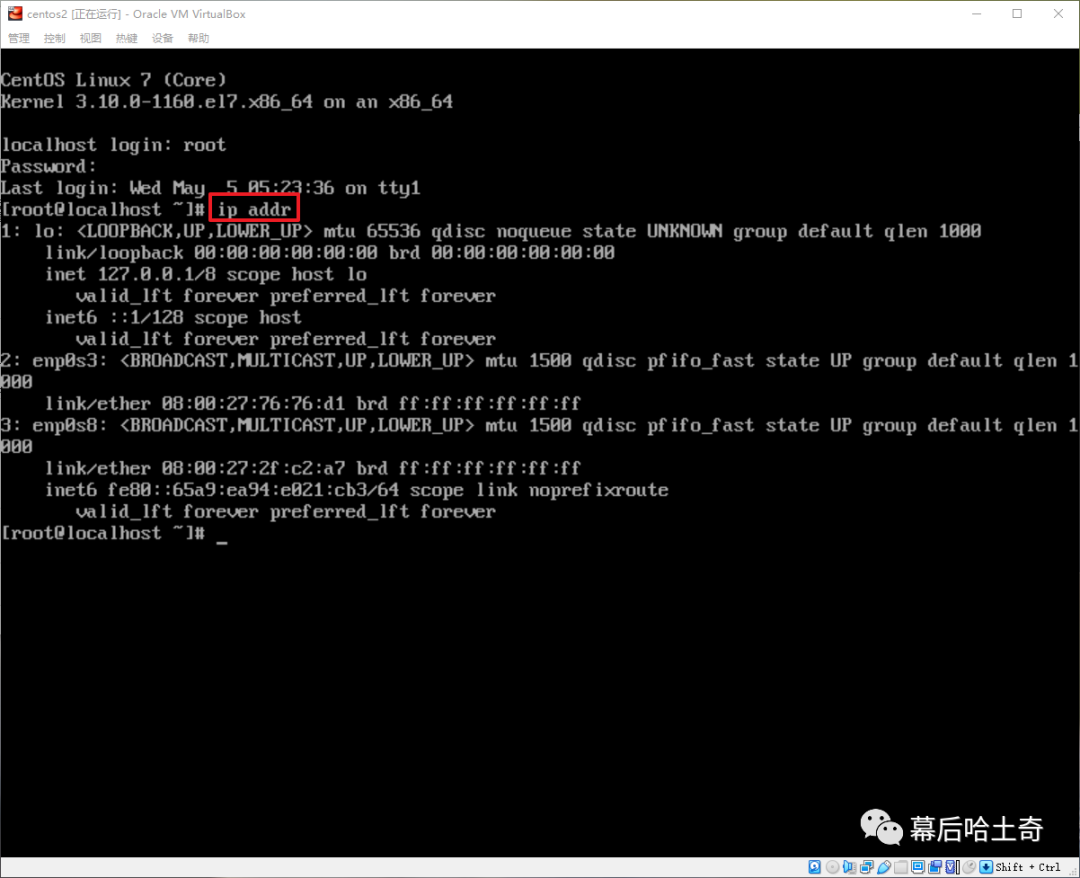 centos2 [正在运行] - Oracle VM VirtualBox
管理 控制 视图 热键 设备 帮助
CentOS Linux 7 (Core)
Kernel 3.10.0-1160.el7.x86_64 on an x86_64
localhost login: root
Password:
Last login: Wed May  5 05:23:36 on tty1
[root@localhost ~]# ip addr
1: lo: <LOOPBACK,UP,LOWER_UP> mtu 65536 qdisc noqueue state UNKNOWN group default qlen 1000
    link/loopback 00:00:00:00:00:00 brd 00:00:00:00:00:00
    inet 127.0.0.1/8 scope host lo
       valid_lft forever preferred_lft forever
    inet6 ::1/128 scope host
       valid_lft forever preferred_lft forever
2: enp0s3: <BROADCAST,MULTICAST,UP,LOWER_UP> mtu 1500 qdisc pfifo_fast state UP group default qlen 1
000
    link/ether 08:00:27:76:76:d1 brd ff:ff:ff:ff:ff:ff
3: enp0s8: <BROADCAST,MULTICAST,UP,LOWER_UP> mtu 1500 qdisc pfifo_fast state UP group default qlen 1
000
    link/ether 08:00:27:2f:c2:a7 brd ff:ff:ff:ff:ff:ff
    inet6 fe80::65a9:ea94:e021:cb3/64 scope link noprefixroute
       valid_lft forever preferred_lft forever
[root@localhost ~]# _
幕后哈土奇
Shift + Ctrl